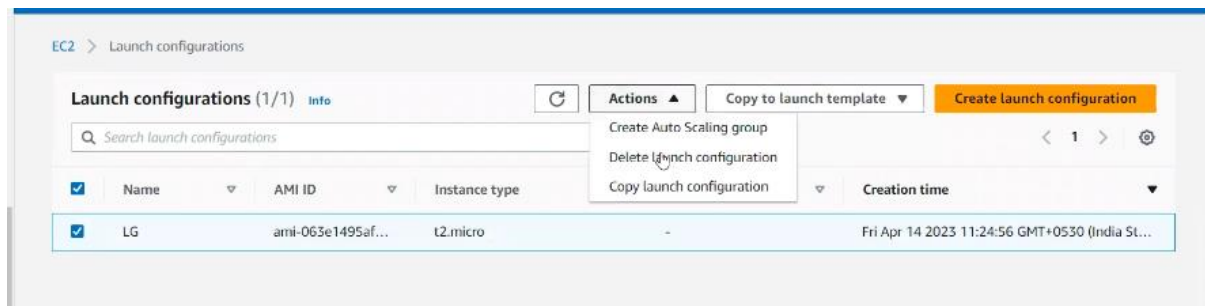 EC2 > Launch configurations
Launch configurations (1/1) Info
Actions ▲
Copy to launch template ▼
Create launch configuration
Search launch configurations
Create Auto Scaling group
Delete launch configuration
Copy launch configuration
< 1 >
Name AMI ID Instance type Creation time
LG ami-063e1495af... t2.micro - Fri Apr 14 2023 11:24:56 GMT+0530 (India St...